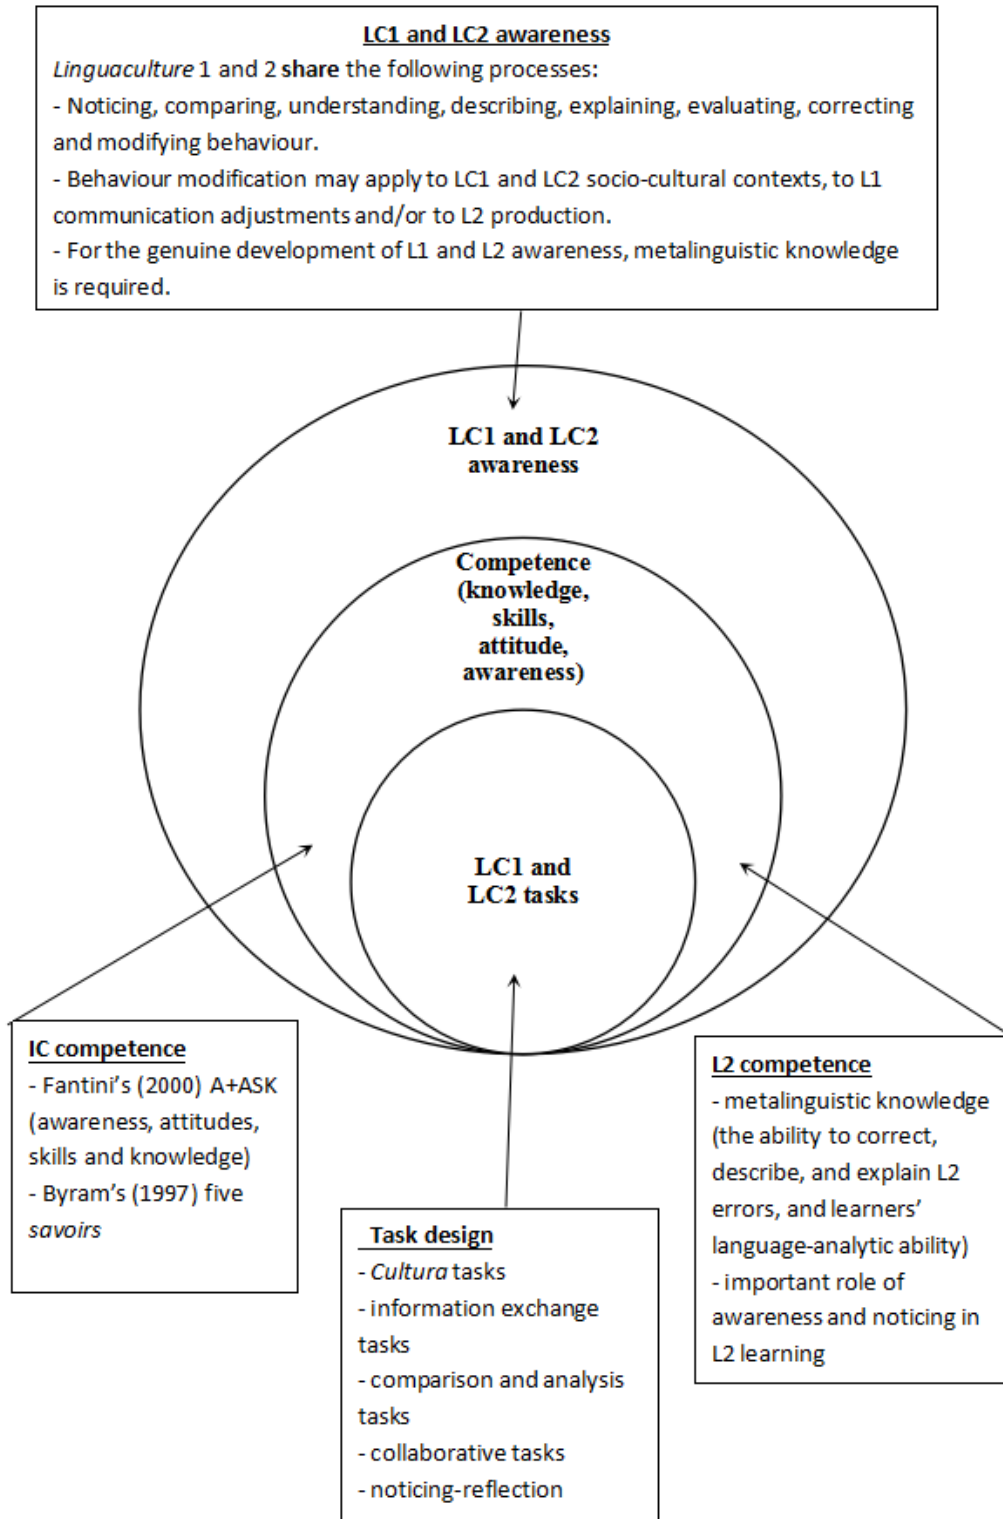 LC1 and LC2 awareness
Linguaculture 1 and 2 share the following processes:
- Noticing, comparing, understanding, describing, explaining, evaluating, correcting
and modifying behaviour.
- Behaviour modification may apply to LC1 and LC2 socio-cultural contexts, to L1
communication adjustments and/or to L2 production.
- For the genuine development of L1 and L2 awareness, metalinguistic knowledge
is required.
LC1 and LC2
awareness
Competence
(knowledge,
skills,
attitude,
awareness)
LC1 and
LC2 tasks
IC competence
- Fantini's (2000) A+ASK
(awareness, attitudes,
skills and knowledge)
- Byram's (1997) five
savoirs
Task design
- Cultura tasks
- information exchange
tasks
- comparison and analysis
tasks
- collaborative tasks
- noticing-reflection
L2 competence
- metalinguistic knowledge
(the ability to correct,
describe, and explain L2
errors, and learners'
language-analytic ability)
- important role of
awareness and noticing in
L2 learning